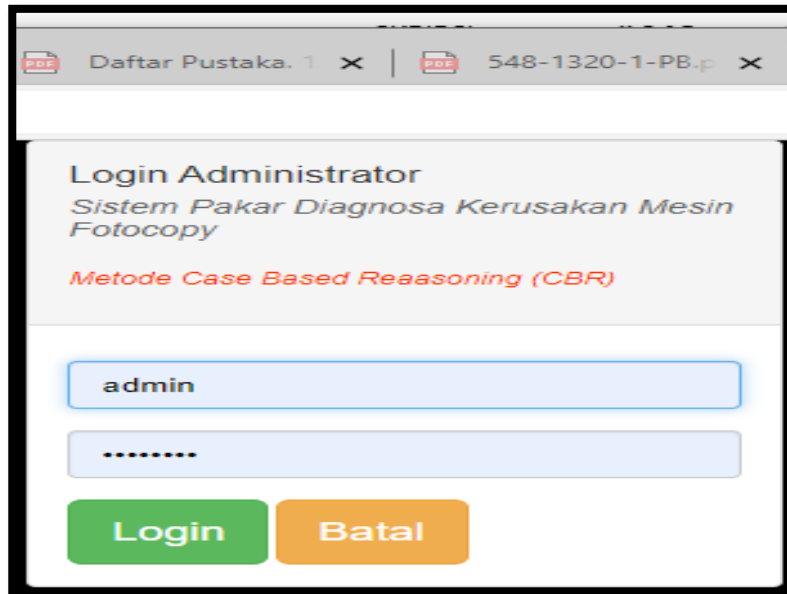 Daftar Pustaka. 1
548-1320-1-PB.p
Login Administrator
Sistem Pakar Diagnosa Kerusakan Mesin
Fotocopy
Metode Case Based Reaasoning (CBR)
admin
••••••••
Login
Batal